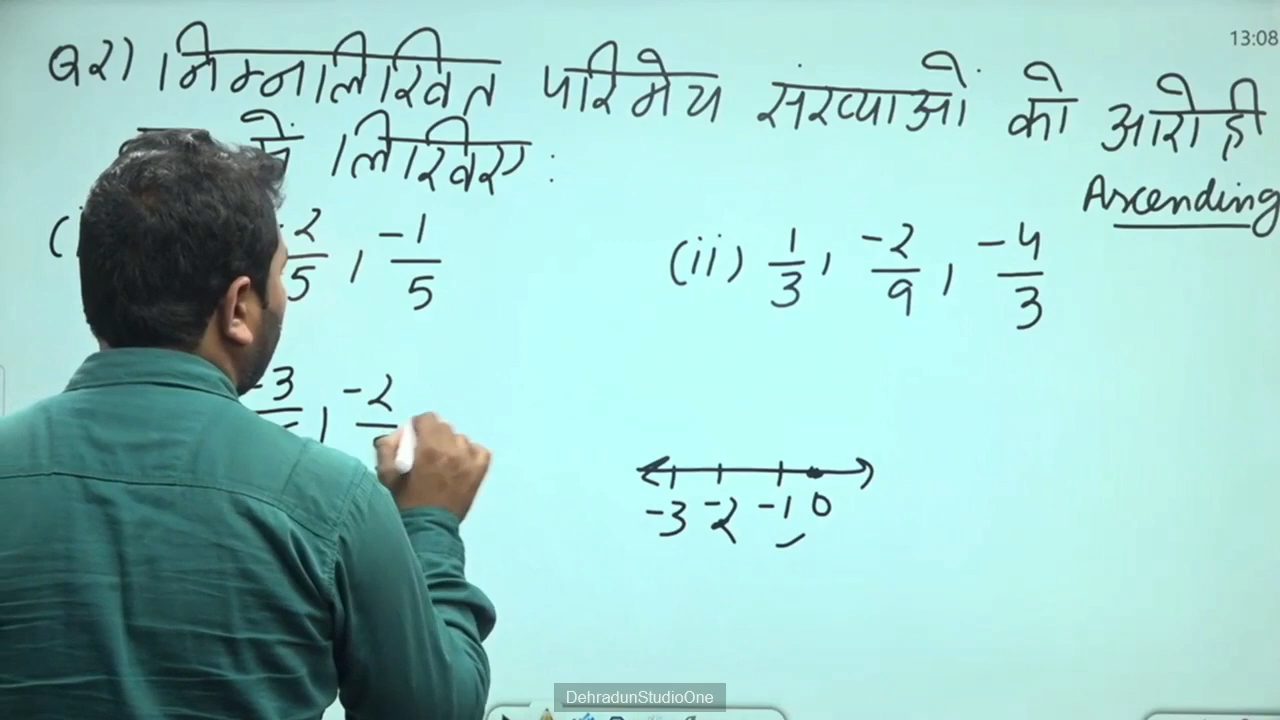 13:08
Q2) निम्नलिखित परिमेय संख्याओं को आरोही
में लिखिए :
Ascending
-2/5 , -1/5
(ii) 1/3 , -2/9 , -4/3
-3 , -2
-3 -2 -1 0
DehradunStudioOne